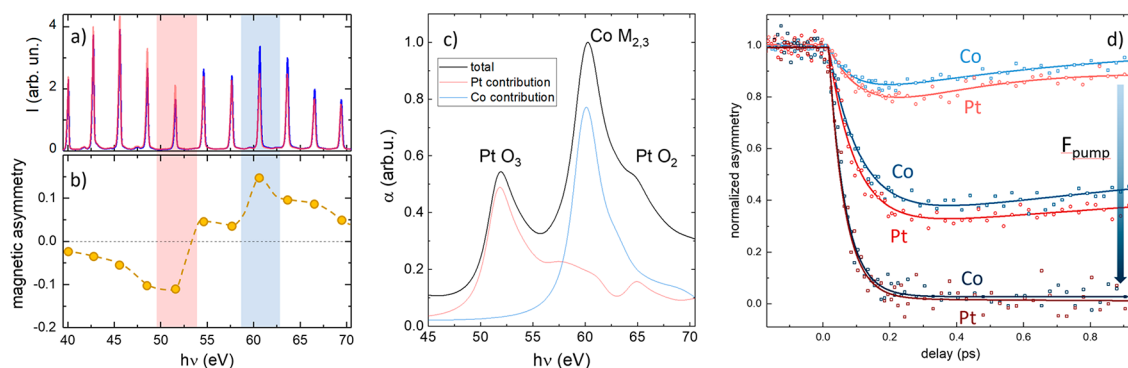 a)
I (arb. un.)
4
2
0
b)
magnetic asymmetry
0.1
0.0
-0.1
-0.2
40 45 50 55 60 65 70
hν (eV)
c)
Co M2,3
total
Pt contribution
Co contribution
Pt O3
Pt O2
α (arb.u.)
1.0
0.8
0.6
0.4
0.2
0.0
45 50 55 60 65 70
hν (eV)
d)
Co
Pt
Fpump
Co
Pt
Co
Pt
normalized asymmetry
1.0
0.8
0.6
0.4
0.2
0.0
0.0 0.2 0.4 0.6 0.8
delay (ps)